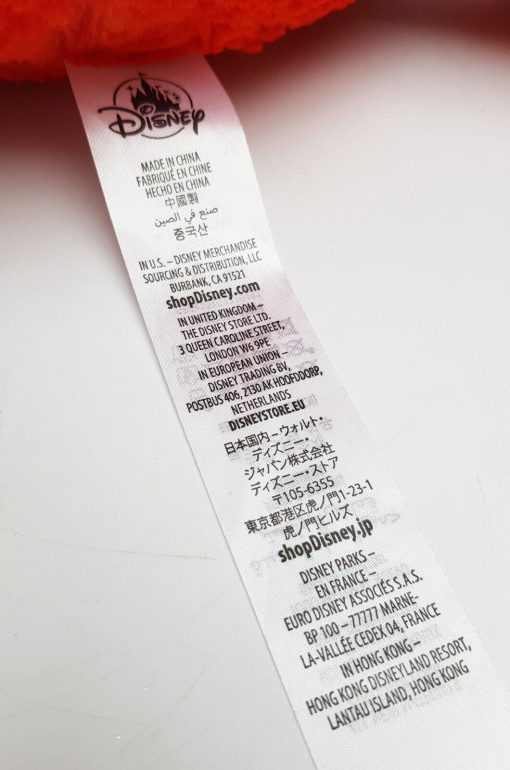 Disney
MADE IN CHINA
FABRIQUÉ EN CHINE
HECHO EN CHINA
中國製
صنع في الصين
중국산
IN U.S. – DISNEY MERCHANDISE
SOURCING & DISTRIBUTION, LLC
BURBANK, CA 91521
shopDisney.com
IN UNITED KINGDOM –
THE DISNEY STORE LTD.
3 QUEEN CAROLINE STREET,
LONDON W6 9PE
IN EUROPEAN UNION –
DISNEY TRADING BV,
POSTBUS 406, 2130 AK HOOFDDORP,
NETHERLANDS
DISNEYSTORE.EU
日本国内－ウォルト・
ディズニー・
ジャパン株式会社
ディズニー・ストア
〒105-6355
東京都港区虎ノ門1-23-1
虎ノ門ヒルズ
shopDisney.jp
DISNEY PARKS –
EN FRANCE –
EURO DISNEY ASSOCIÉS S.A.S.
BP 100 – 77777 MARNE-
LA-VALLÉE CEDEX 04, FRANCE
IN HONG KONG –
HONG KONG DISNEYLAND RESORT,
LANTAU ISLAND, HONG KONG